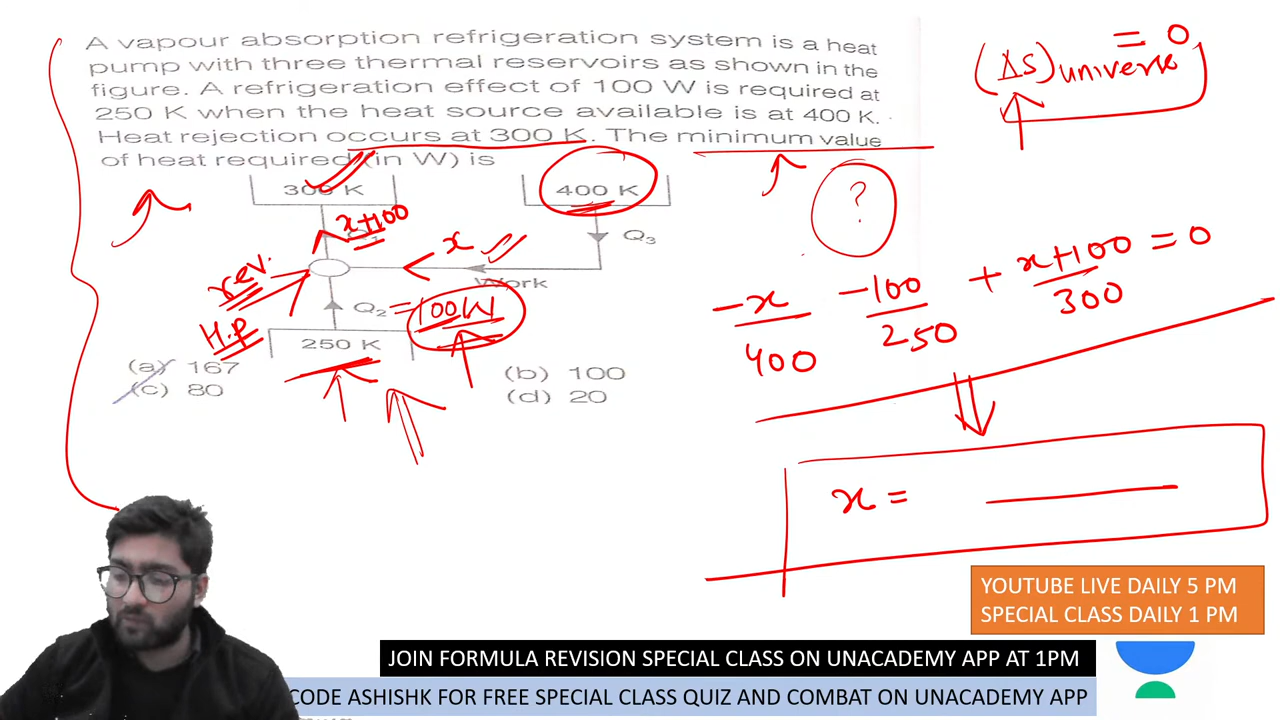 A vapour absorption refrigeration system is a heat
pump with three thermal reservoirs as shown in the
figure. A refrigeration effect of 100 W is required at
250 K when the heat source available is at 400 K.
Heat rejection occurs at 300 K. The minimum value
of heat required (in W) is
(ΔS)universe = 0
300 K
400 K
?
x+100
x
Q3
rev.
H.P
Work
Q2 = 100W
250 K
-x/400 -100/250 + x+100/300 = 0
(a) 167
(b) 100
(c) 80
(d) 20
x =
YOUTUBE LIVE DAILY 5 PM
SPECIAL CLASS DAILY 1 PM
JOIN FORMULA REVISION SPECIAL CLASS ON UNACADEMY APP AT 1PM
CODE ASHISHK FOR FREE SPECIAL CLASS QUIZ AND COMBAT ON UNACADEMY APP